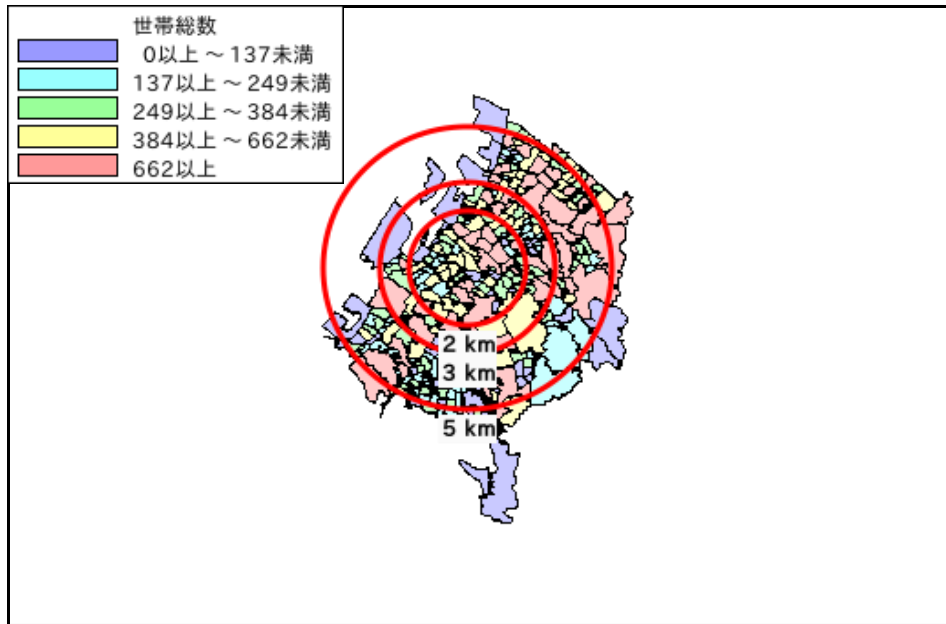 世帯総数
0以上 ～ 137未満
137以上 ～ 249未満
249以上 ～ 384未満
384以上 ～ 662未満
662以上
2 km
3 km
5 km